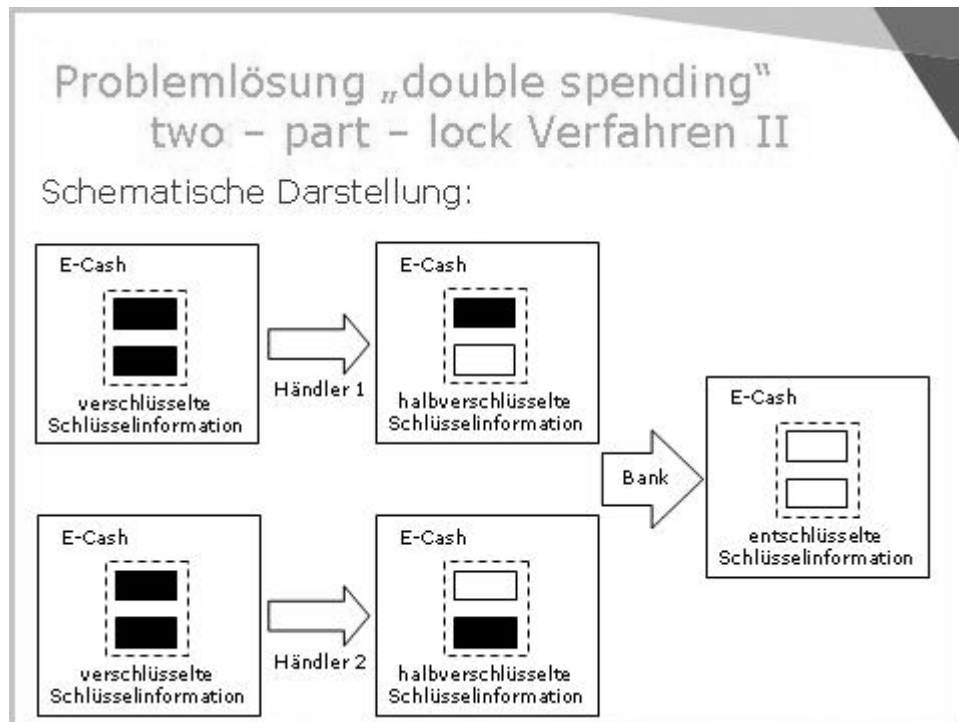 Problemlösung „double spending“
two – part – lock Verfahren II
Schematische Darstellung:
E-Cash
verschlüsselte
Schlüsselinformation
Händler 1
E-Cash
halbverschlüsselte
Schlüsselinformation
E-Cash
verschlüsselte
Schlüsselinformation
Händler 2
E-Cash
halbverschlüsselte
Schlüsselinformation
Bank
E-Cash
entschlüsselte
Schlüsselinformation